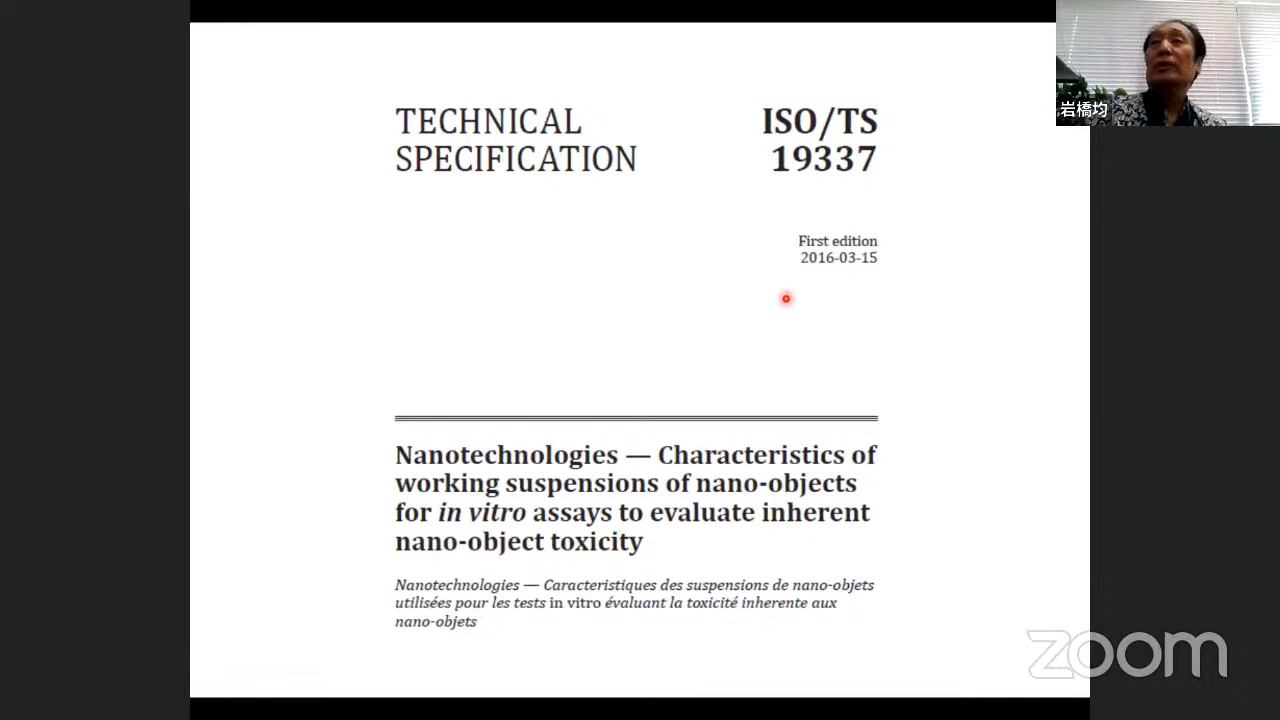 TECHNICAL
SPECIFICATION
ISO/TS
19337
First edition
2016-03-15
Nanotechnologies — Characteristics of
working suspensions of nano-objects
for in vitro assays to evaluate inherent
nano-object toxicity
Nanotechnologies — Caracteristiques des suspensions de nano-objets
utilisées pour les tests in vitro évaluant la toxicité inherente aux
nano-objets
岩橋均
zoom